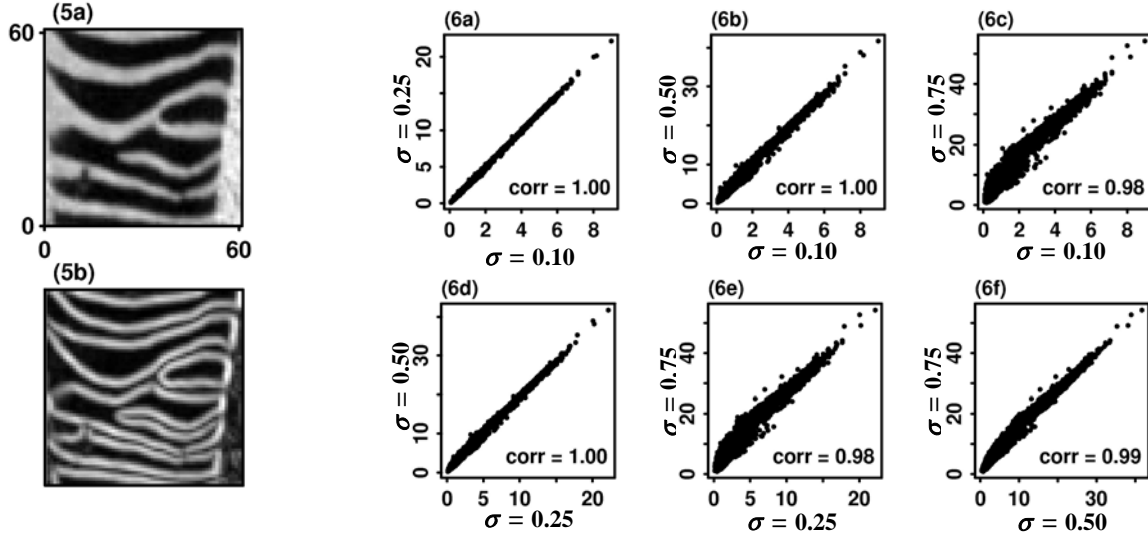 (5a)
60
0
0
60
(5b)
(6a)
σ = 0.25
20
15
10
5
0
corr = 1.00
0 2 4 6 8
σ = 0.10
(6b)
σ = 0.50
30
10
0
corr = 1.00
0 2 4 6 8
σ = 0.10
(6c)
σ = 0.75
40
20
0
corr = 0.98
0 2 4 6 8
σ = 0.10
(6d)
σ = 0.50
30
10
0
corr = 1.00
0 5 10 15 20
σ = 0.25
(6e)
σ = 0.75
40
20
0
corr = 0.98
0 5 10 15 20
σ = 0.25
(6f)
σ = 0.75
40
20
0
corr = 0.99
0 10 30
σ = 0.50